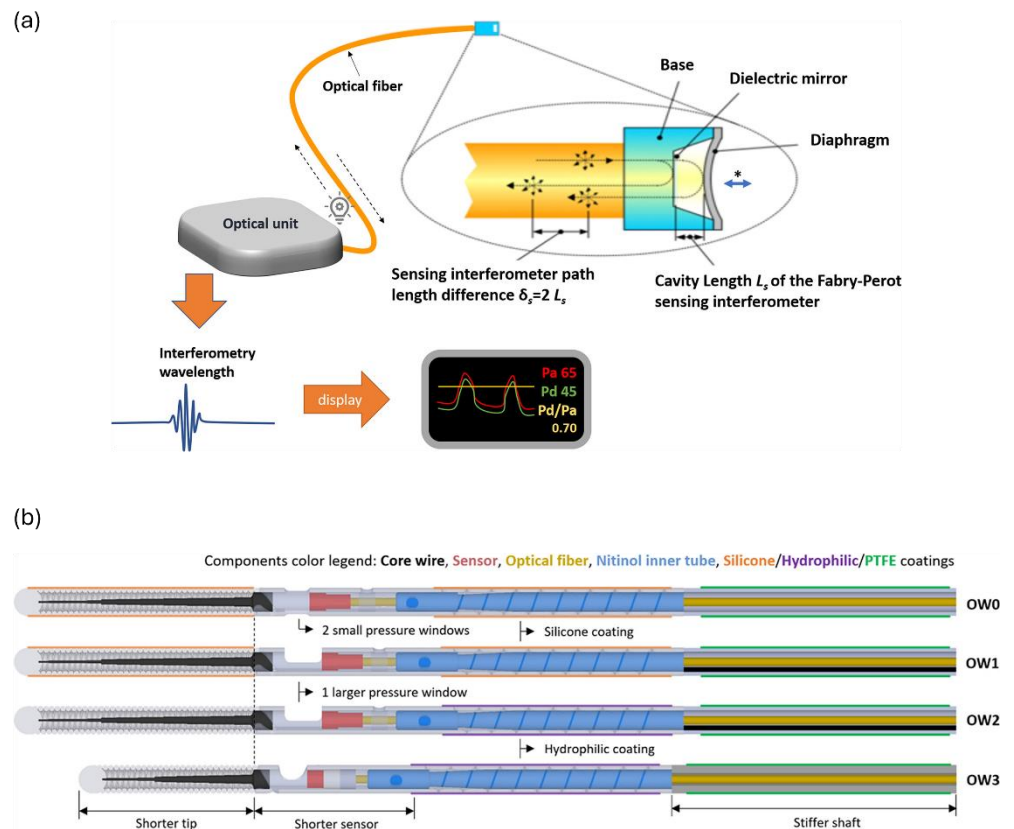 (a)
Optical fiber
Base
Dielectric mirror
Diaphragm
*
Optical unit
Sensing interferometer path
length difference δₛ=2 Lₛ
Cavity Length Lₛ of the Fabry-Perot
sensing interferometer
Interferometry
wavelength
display
Pa 65
Pd 45
Pd/Pa
0.70
(b)
Components color legend: Core wire, Sensor, Optical fiber, Nitinol inner tube, Silicone/Hydrophilic/PTFE coatings
OW0
2 small pressure windows
Silicone coating
OW1
1 larger pressure window
OW2
Hydrophilic coating
OW3
Shorter tip
Shorter sensor
Stiffer shaft